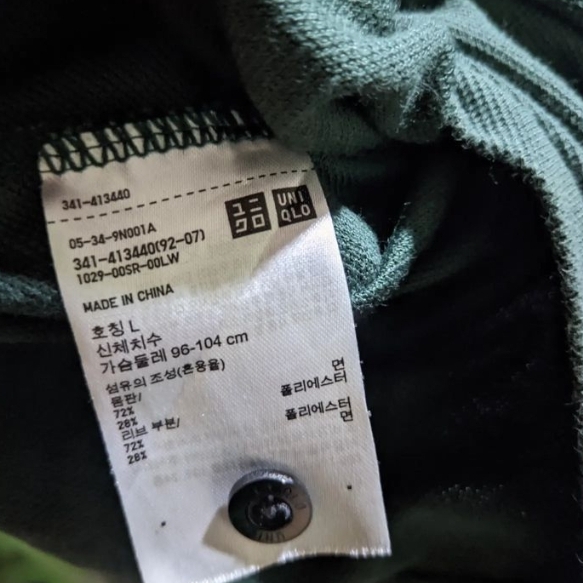 341-413440
ユニクロ
UNIQLO
05-34-9N001A
341-413440(92-07)
1029-00SR-00LW
MADE IN CHINA
호칭 L
신체치수
가슴둘레 96-104 cm
섬유의 조성(혼용율)
몸판/
72% 면
28% 폴리에스터
리브 부분/
72% 폴리에스터
28% 면